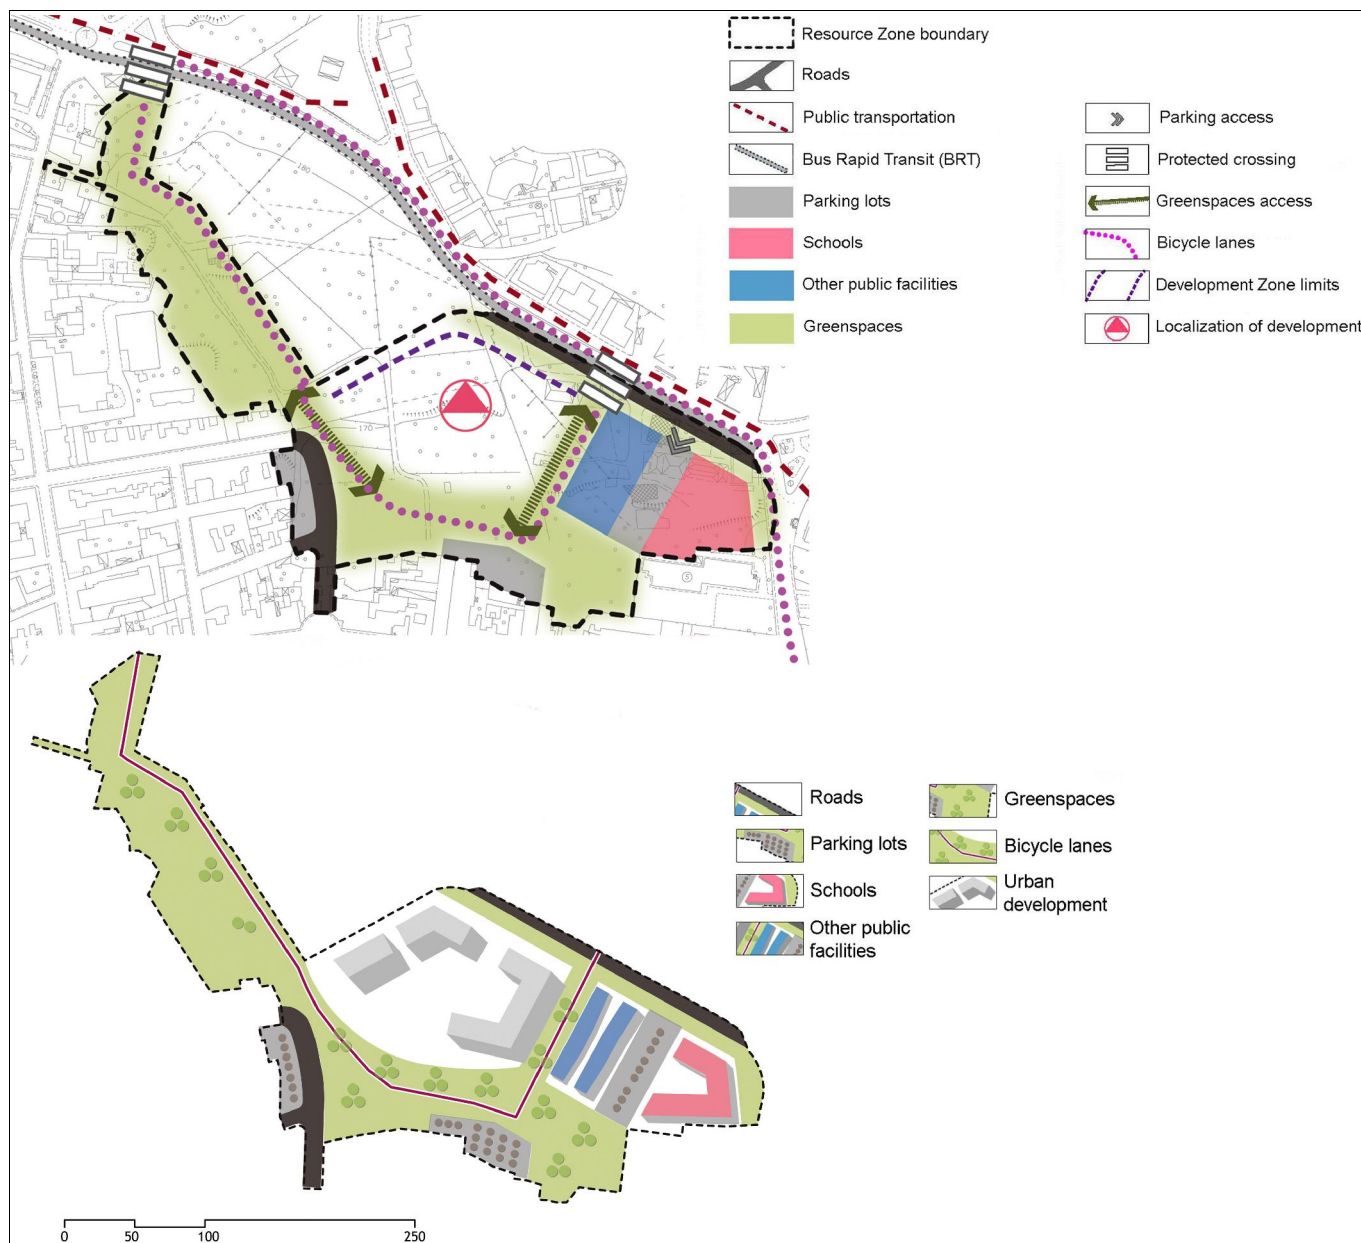 Resource Zone boundary
Roads
Public transportation
Parking access
Bus Rapid Transit (BRT)
Protected crossing
Parking lots
Greenspaces access
Schools
Bicycle lanes
Other public facilities
Development Zone limits
Greenspaces
Localization of development
180
170
T
S
Roads
Greenspaces
Parking lots
Bicycle lanes
Schools
Urban
development
Other public
facilities
0 50 100 250